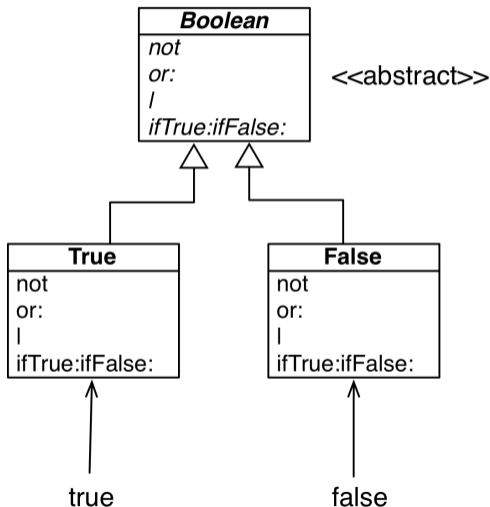 Boolean
not
or:
|
ifTrue:ifFalse:
<<abstract>>
True
not
or:
|
ifTrue:ifFalse:
False
not
or:
|
ifTrue:ifFalse:
true
false